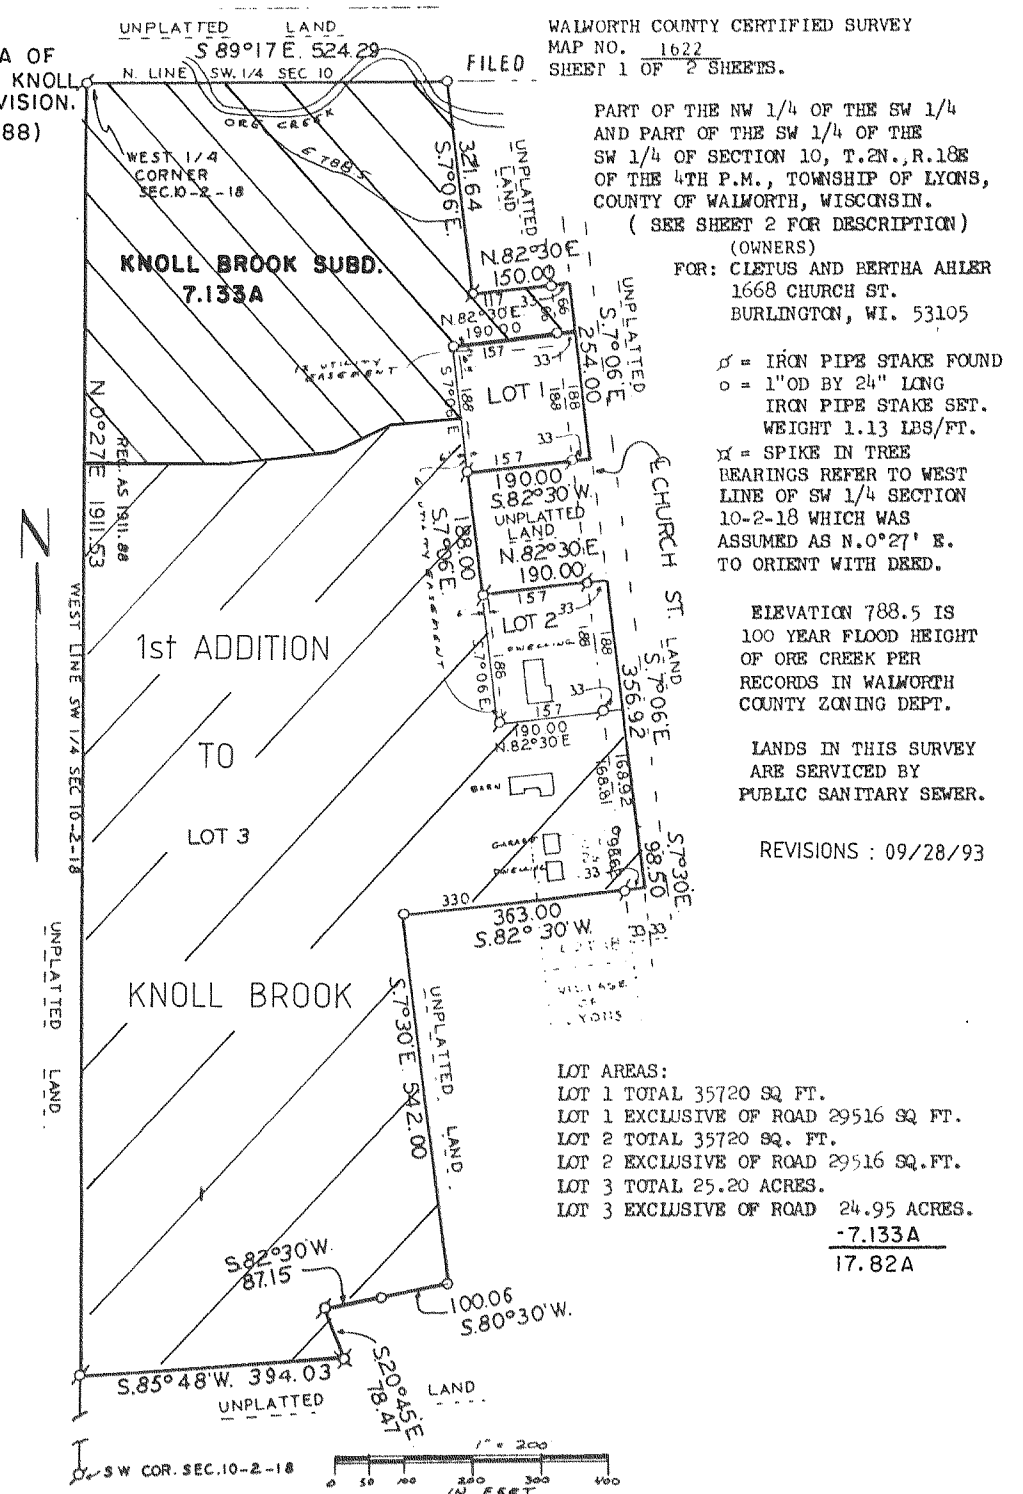 A OF
KNOLL
VISION.
88)
UNPLATTED LAND
S 89°17'E. 524.29
N. LINE SW. 1/4 SEC 10
FILED
WALWORTH COUNTY CERTIFIED SURVEY
MAP NO. 1622
SHEET 1 OF 2 SHEETS.
PART OF THE NW 1/4 OF THE SW 1/4
AND PART OF THE SW 1/4 OF THE
SW 1/4 OF SECTION 10, T.2N., R.18E
OF THE 4TH P.M., TOWNSHIP OF LYONS,
COUNTY OF WALWORTH, WISCONSIN.
( SEE SHEET 2 FOR DESCRIPTION)
(OWNERS)
FOR: CLETUS AND BERTHA AHLER
1668 CHURCH ST.
BURLINGTON, WI. 53105
ORE CREEK
E 788.5
WEST 1/4
CORNER
SEC.10-2-18
321.64
S.7°06'E.
UNPLATTED
LAND
KNOLL BROOK SUBD.
7.133A
N.82°30'E
150.00
117
33
66
66
N.82°30'E.
190.00
157
33
UNPLATTED
S.7°06'E
254.00
UTILITY
EASEMENT
S.7°06'E
188
LOT 1
188
188
33
157
190.00
S.82°30'W.
UNPLATTED
LAND
N.82°30'E
190.00
157
33
℄ CHURCH ST.
LAND
N.0°27'E 1911.53
REC. AS 1911.88
WEST LINE SW 1/4 SEC 10-2-18
188.00
S.7°06'E.
6' UTILITY EASEMENT
N
ø = IRON PIPE STAKE FOUND
o = 1"OD BY 24" LONG
IRON PIPE STAKE SET.
WEIGHT 1.13 LBS/FT.
¤ = SPIKE IN TREE
BEARINGS REFER TO WEST
LINE OF SW 1/4 SECTION
10-2-18 WHICH WAS
ASSUMED AS N.0°27' E.
TO ORIENT WITH DEED.
ELEVATION 788.5 IS
100 YEAR FLOOD HEIGHT
OF ORE CREEK PER
RECORDS IN WALWORTH
COUNTY ZONING DEPT.
LANDS IN THIS SURVEY
ARE SERVICED BY
PUBLIC SANITARY SEWER.
REVISIONS : 09/28/93
LOT 2
DWELLING
S.7°06'E
188
188
188
33
157
190.00
N.82°30'E
S.7°06'E
356.92
168.92
168.81
BARN
GARAGE
DWELLING
33
98.62
98.50
S.7°30'E.
330
363.00
S.82°30'W.
VILLAGE
OF
LYONS
1st ADDITION
TO
LOT 3
KNOLL BROOK
UNPLATTED LAND
S.7°30'E. 542.00
UNPLATTED LAND
LOT AREAS:
LOT 1 TOTAL 35720 SQ FT.
LOT 1 EXCLUSIVE OF ROAD 29516 SQ FT.
LOT 2 TOTAL 35720 SQ. FT.
LOT 2 EXCLUSIVE OF ROAD 29516 SQ.FT.
LOT 3 TOTAL 25.20 ACRES.
LOT 3 EXCLUSIVE OF ROAD 24.95 ACRES.
-7.133A
17.82A
S.82°30'W.
87.15
100.06
S.80°30'W.
S.85°48'W. 394.03
S.20°45'E
78.47
UNPLATTED LAND
SW COR. SEC.10-2-18
1" = 200
0 50 100 200 300 400
IN FEET